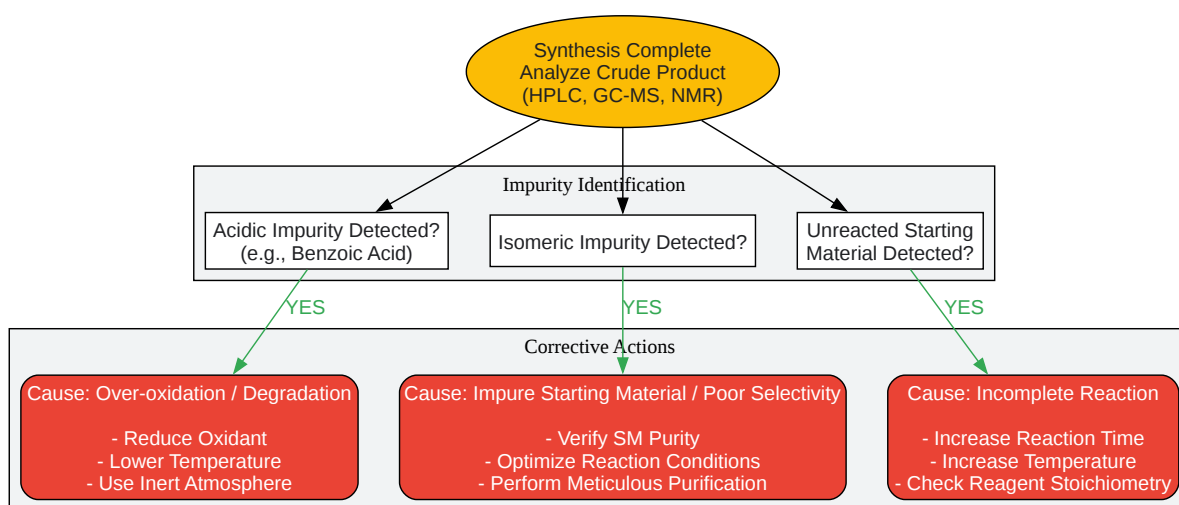 Synthesis Complete
Analyze Crude Product
(HPLC, GC-MS, NMR)
Impurity Identification
Acidic Impurity Detected?
(e.g., Benzoic Acid)
Isomeric Impurity Detected?
Unreacted Starting
Material Detected?
YES
YES
YES
Corrective Actions
Cause: Over-oxidation / Degradation
- Reduce Oxidant
- Lower Temperature
- Use Inert Atmosphere
Cause: Impure Starting Material / Poor Selectivity
- Verify SM Purity
- Optimize Reaction Conditions
- Perform Meticulous Purification
Cause: Incomplete Reaction
- Increase Reaction Time
- Increase Temperature
- Check Reagent Stoichiometry